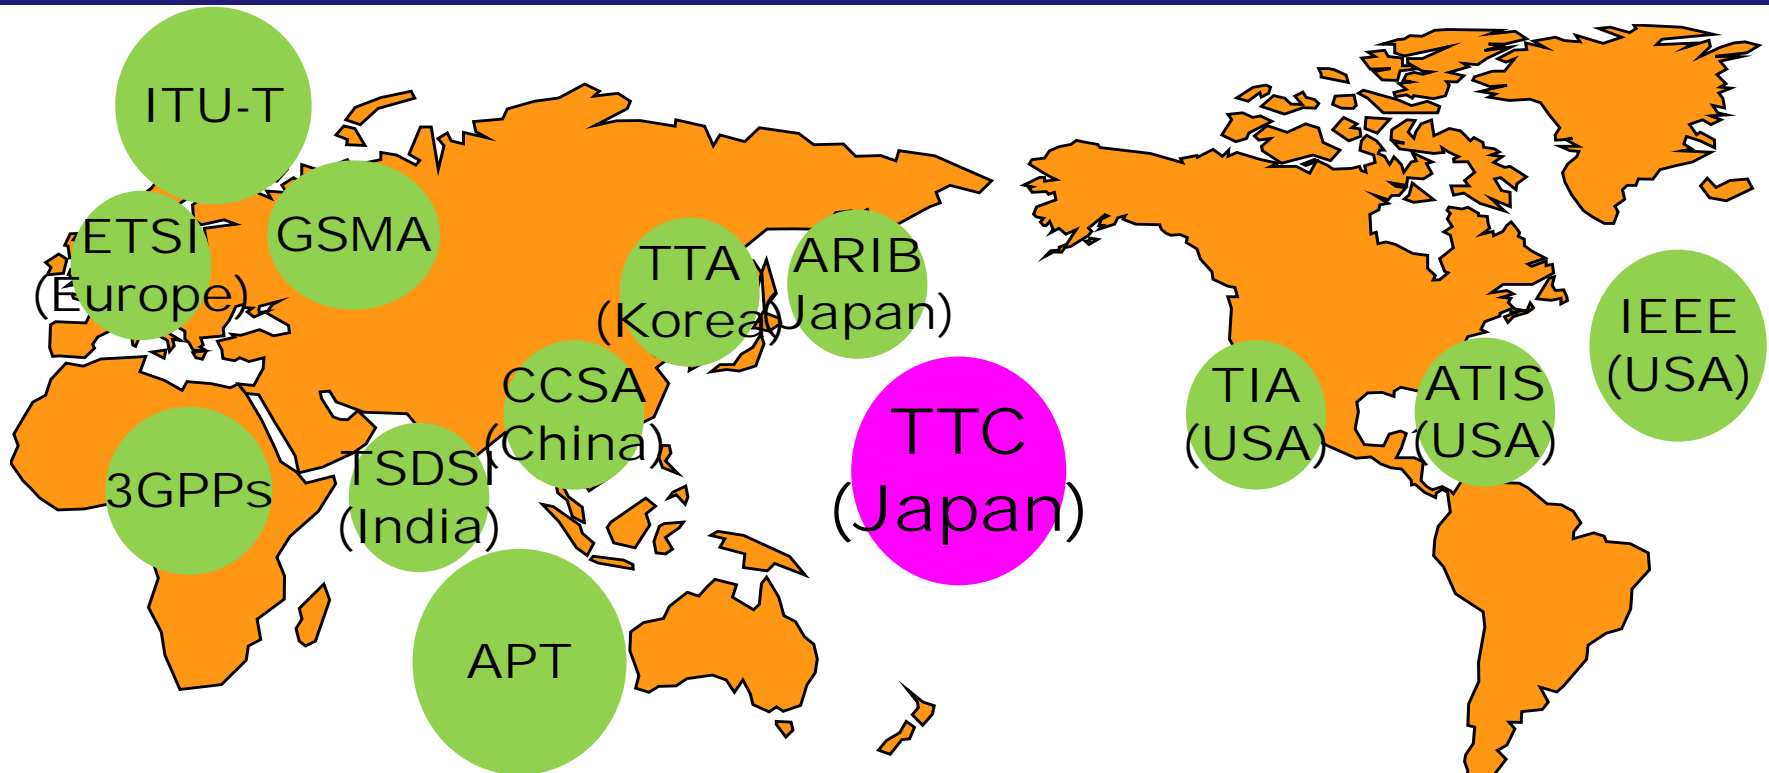 ITU-T
ETSI
(Europe)
GSMA
TTA
(Korea)
ARIB
(Japan)
IEEE
(USA)
CCSA
(China)
TTC
(Japan)
TIA
(USA)
ATIS
(USA)
3GPPs
TSDSI
(India)
APT